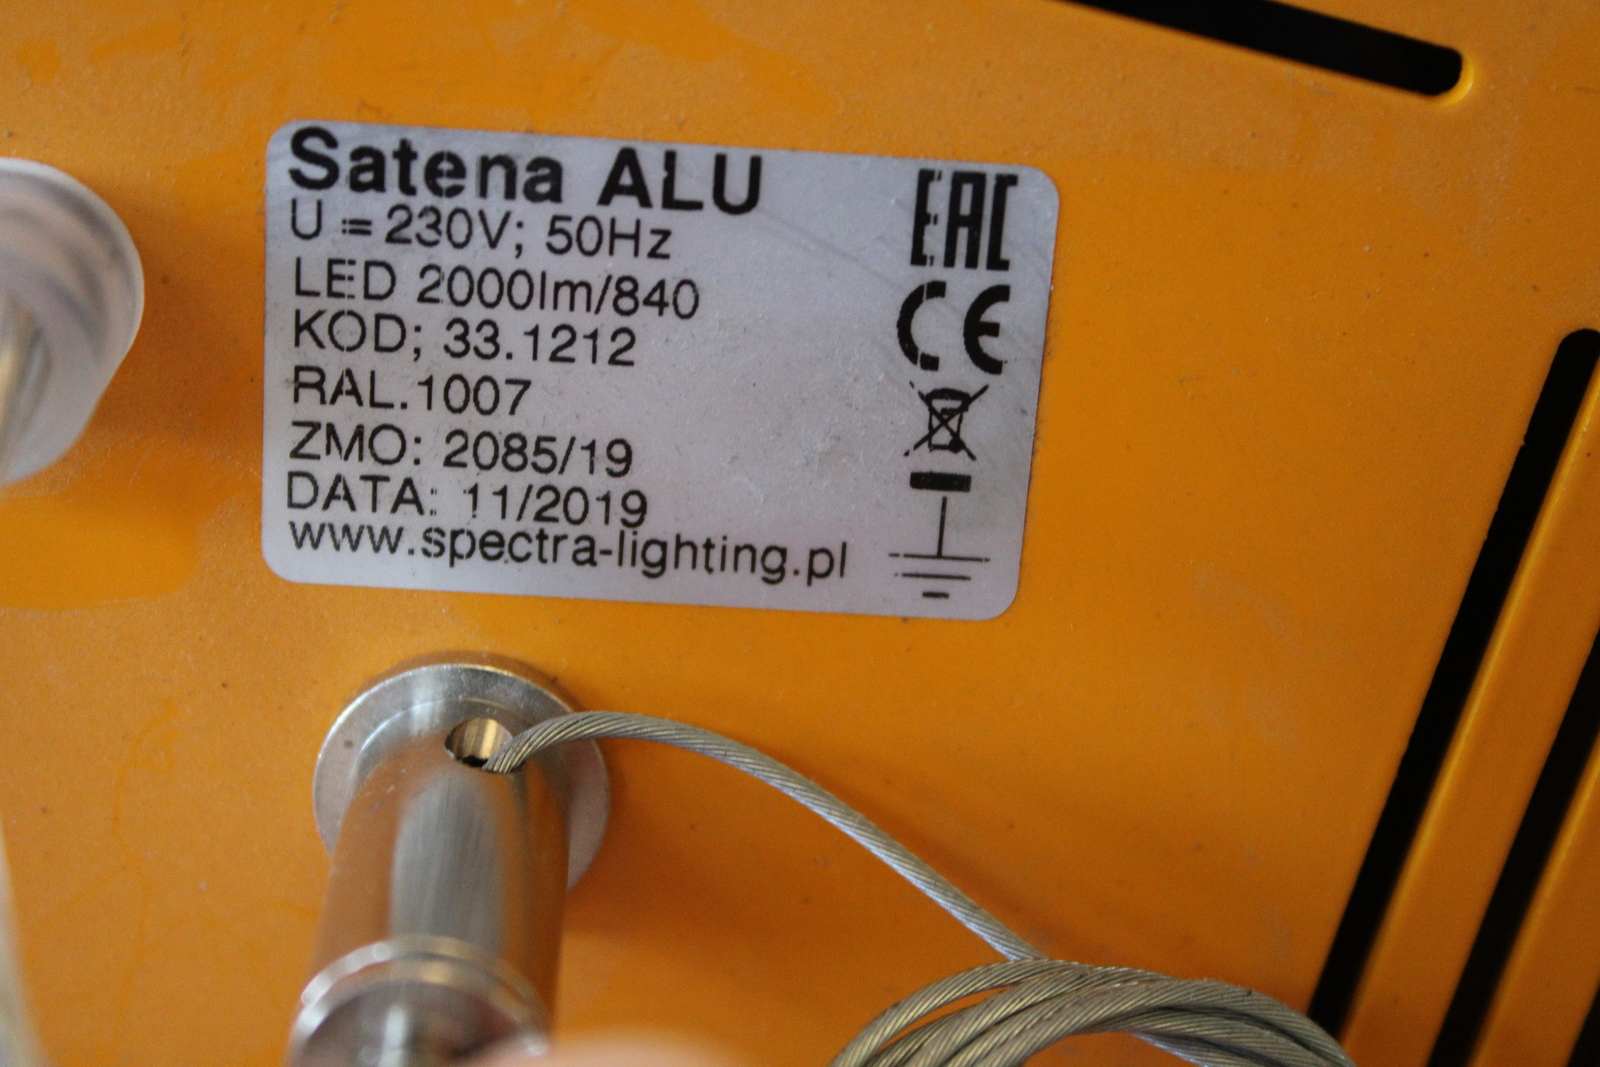 Satena ALU
U = 230V; 50Hz
LED 2000lm/840
KOD; 33.1212
RAL.1007
ZMO: 2085/19
DATA: 11/2019
www.spectra-lighting.pl
EAC
CE